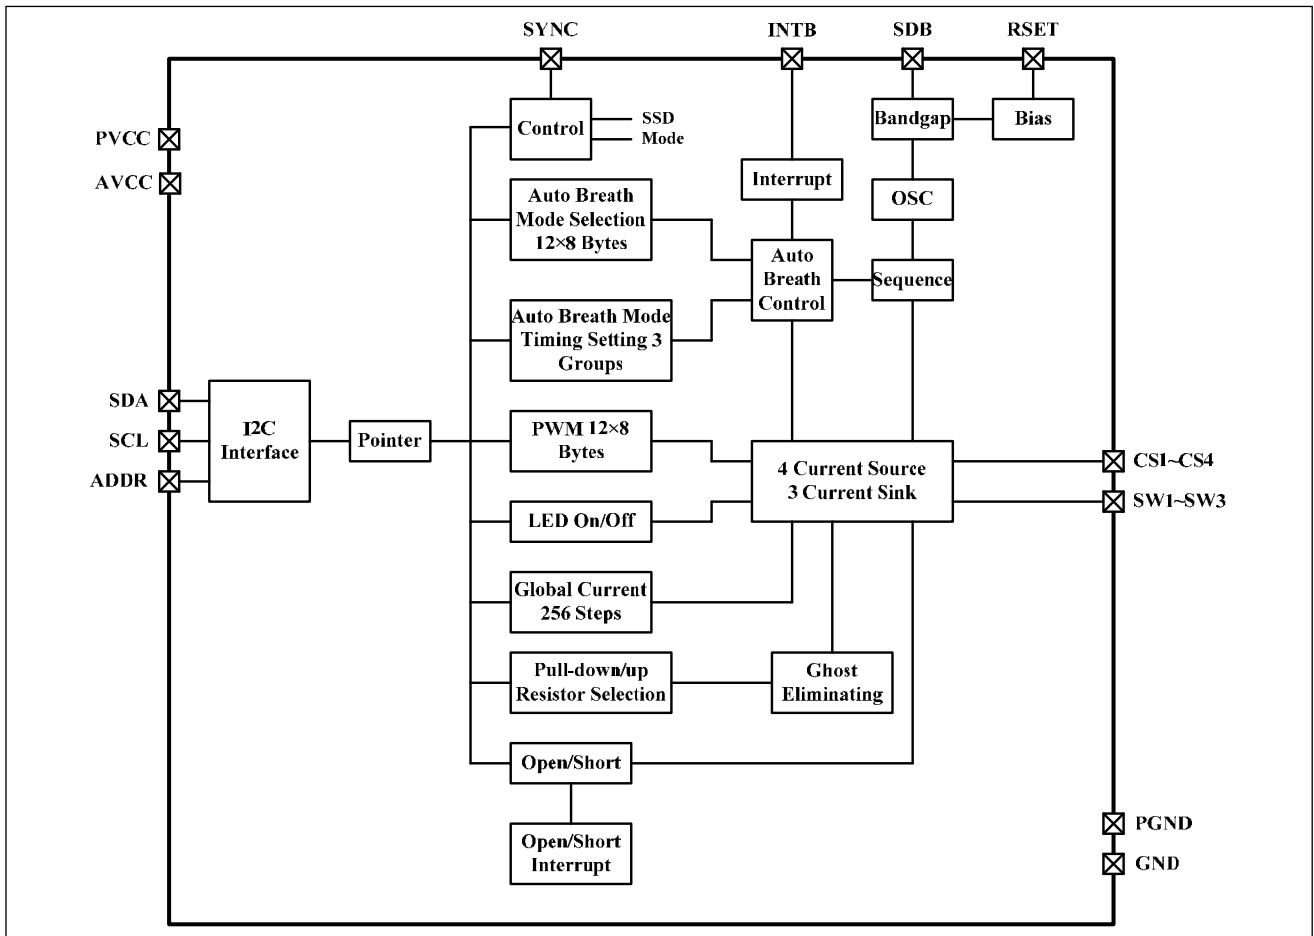 SYNC
INTB
SDB
RSET
PVCC
AVCC
Control
SSD
Mode
Bandgap
Bias
Interrupt
OSC
Auto Breath
Mode Selection
12×8 Bytes
Auto
Breath
Control
Sequence
Auto Breath Mode
Timing Setting 3
Groups
SDA
SCL
ADDR
I2C
Interface
Pointer
PWM 12×8
Bytes
4 Current Source
3 Current Sink
CS1~CS4
SW1~SW3
LED On/Off
Global Current
256 Steps
Pull-down/up
Resistor Selection
Ghost
Eliminating
Open/Short
Open/Short
Interrupt
PGND
GND